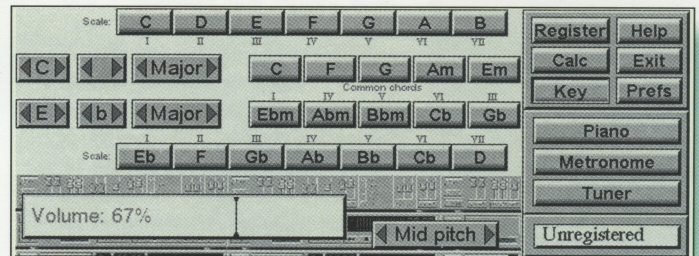 Scale: C D E F G A B
I II III IV V VI VII
C Major
C F G Am Em
Common chords
I IV V VI III
E b Major
Ebm Abm Bbm Cb Gb
I II III IV V VI VII
Scale: Eb F Gb Ab Bb Cb D
Volume: 67%
Mid pitch
Register Help
Calc Exit
Key Prefs
Piano
Metronome
Tuner
Unregistered